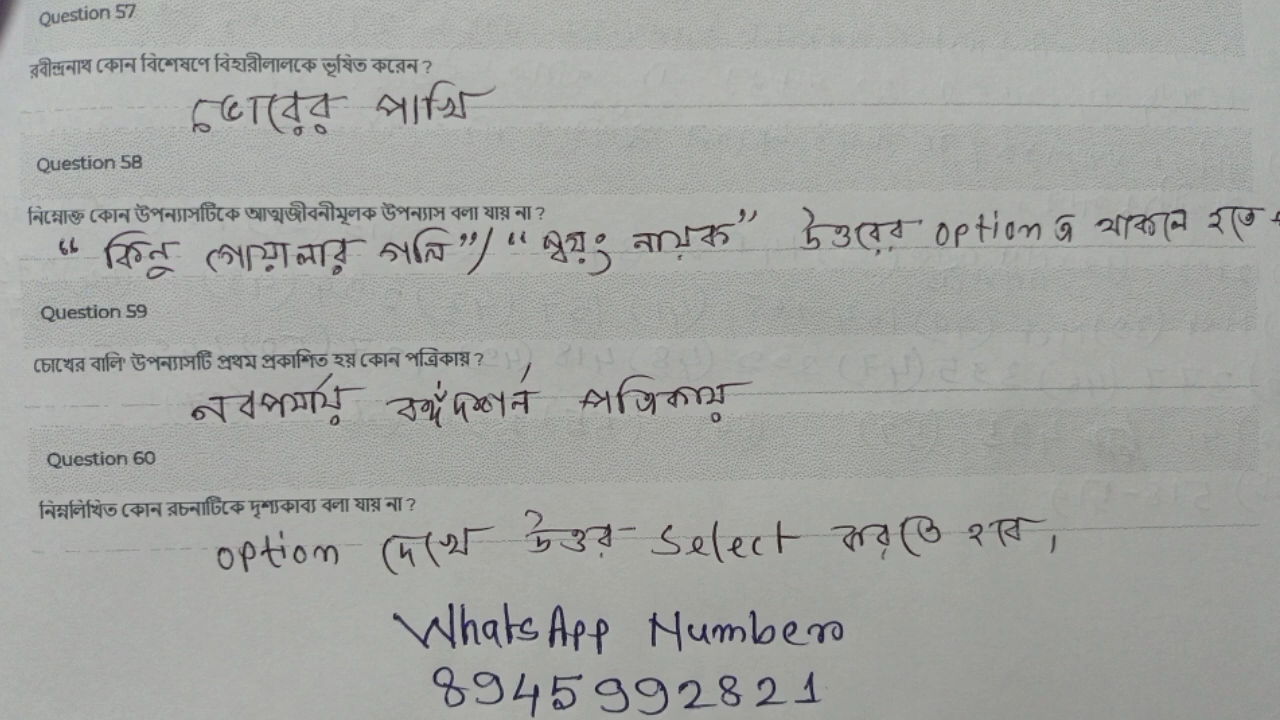 Question 57
রবীন্দ্রনাথ কোন বিশেষণে বিহারীলালকে ভূষিত করেন ?
ভোরের পাখি
Question 58
নিম্নোক্ত কোন উপন্যাসটিকে আত্মজীবনীমূলক উপন্যাস বলা যায় না ?
“ কিনু গোয়ালার গলি ” / “ স্বয়ং নায়ক ” উত্তরের option এ থাকলে হবে
Question 59
চোখের বালি' উপন্যাসটি প্রথম প্রকাশিত হয় কোন পত্রিকায় ?
নবপর্যায় বঙ্গদর্শন পত্রিকায়
Question 60
নিম্নলিখিত কোন রচনাটিকে দৃশ্যকাব্য বলা যায় না ?
option দেখে উত্তর select করতে হবে,
WhatsApp Number
8945992821